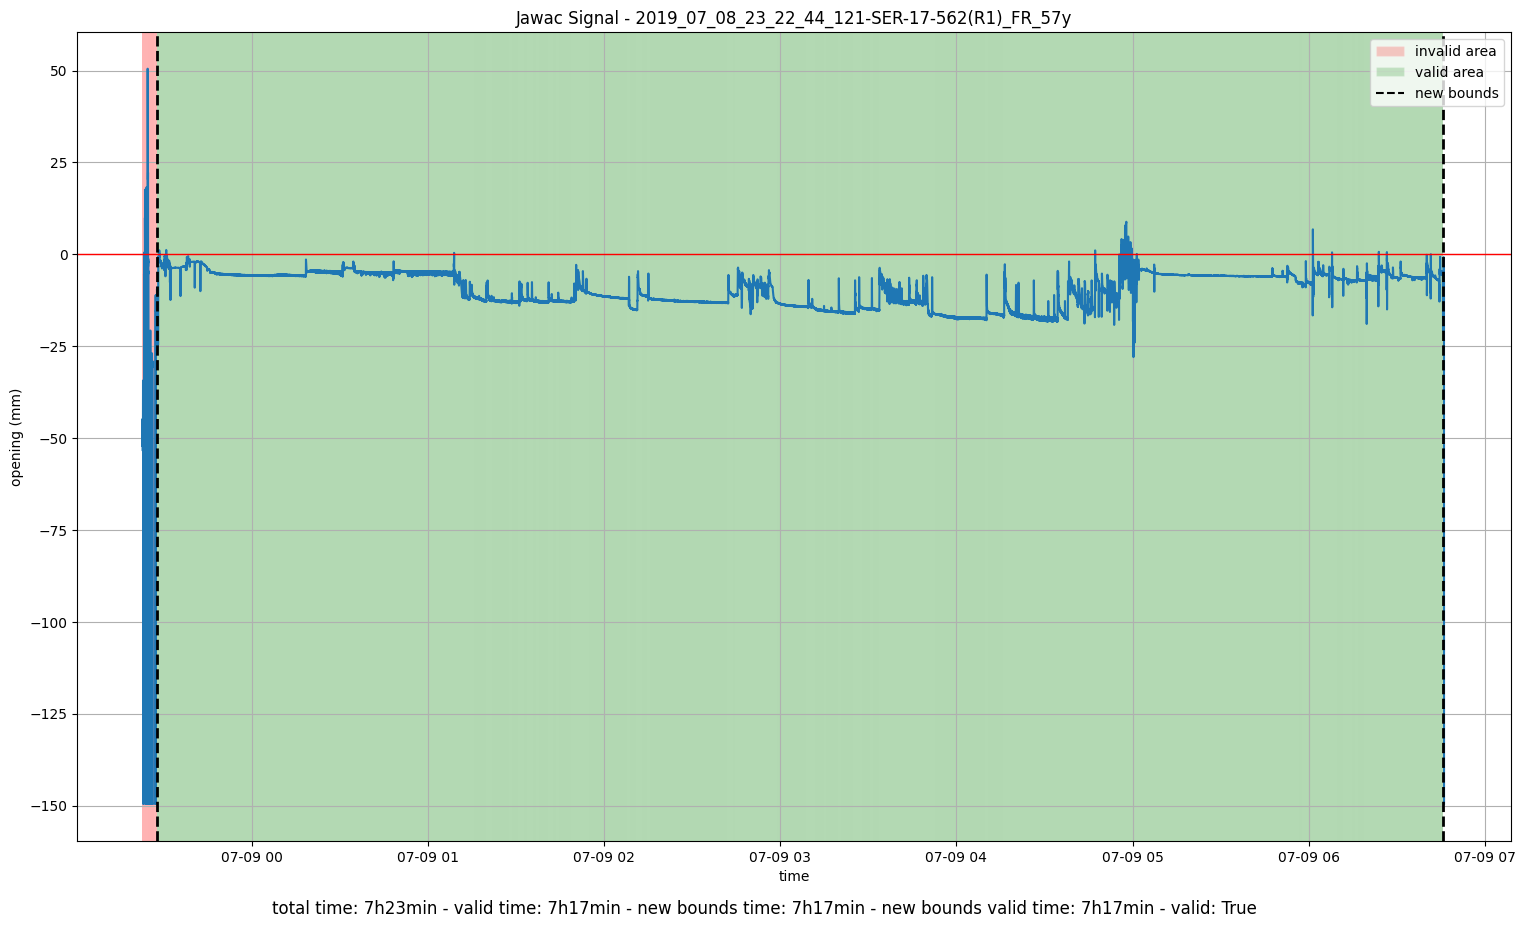 Jawac Signal - 2019_07_08_23_22_44_121-SER-17-562(R1)_FR_57y
invalid area
valid area
new bounds
50
25
0
−25
−50
−75
−100
−125
−150
opening (mm)
07-09 00 07-09 01 07-09 02 07-09 03 07-09 04 07-09 05 07-09 06 07-09 07
time
total time: 7h23min - valid time: 7h17min - new bounds time: 7h17min - new bounds valid time: 7h17min - valid: True